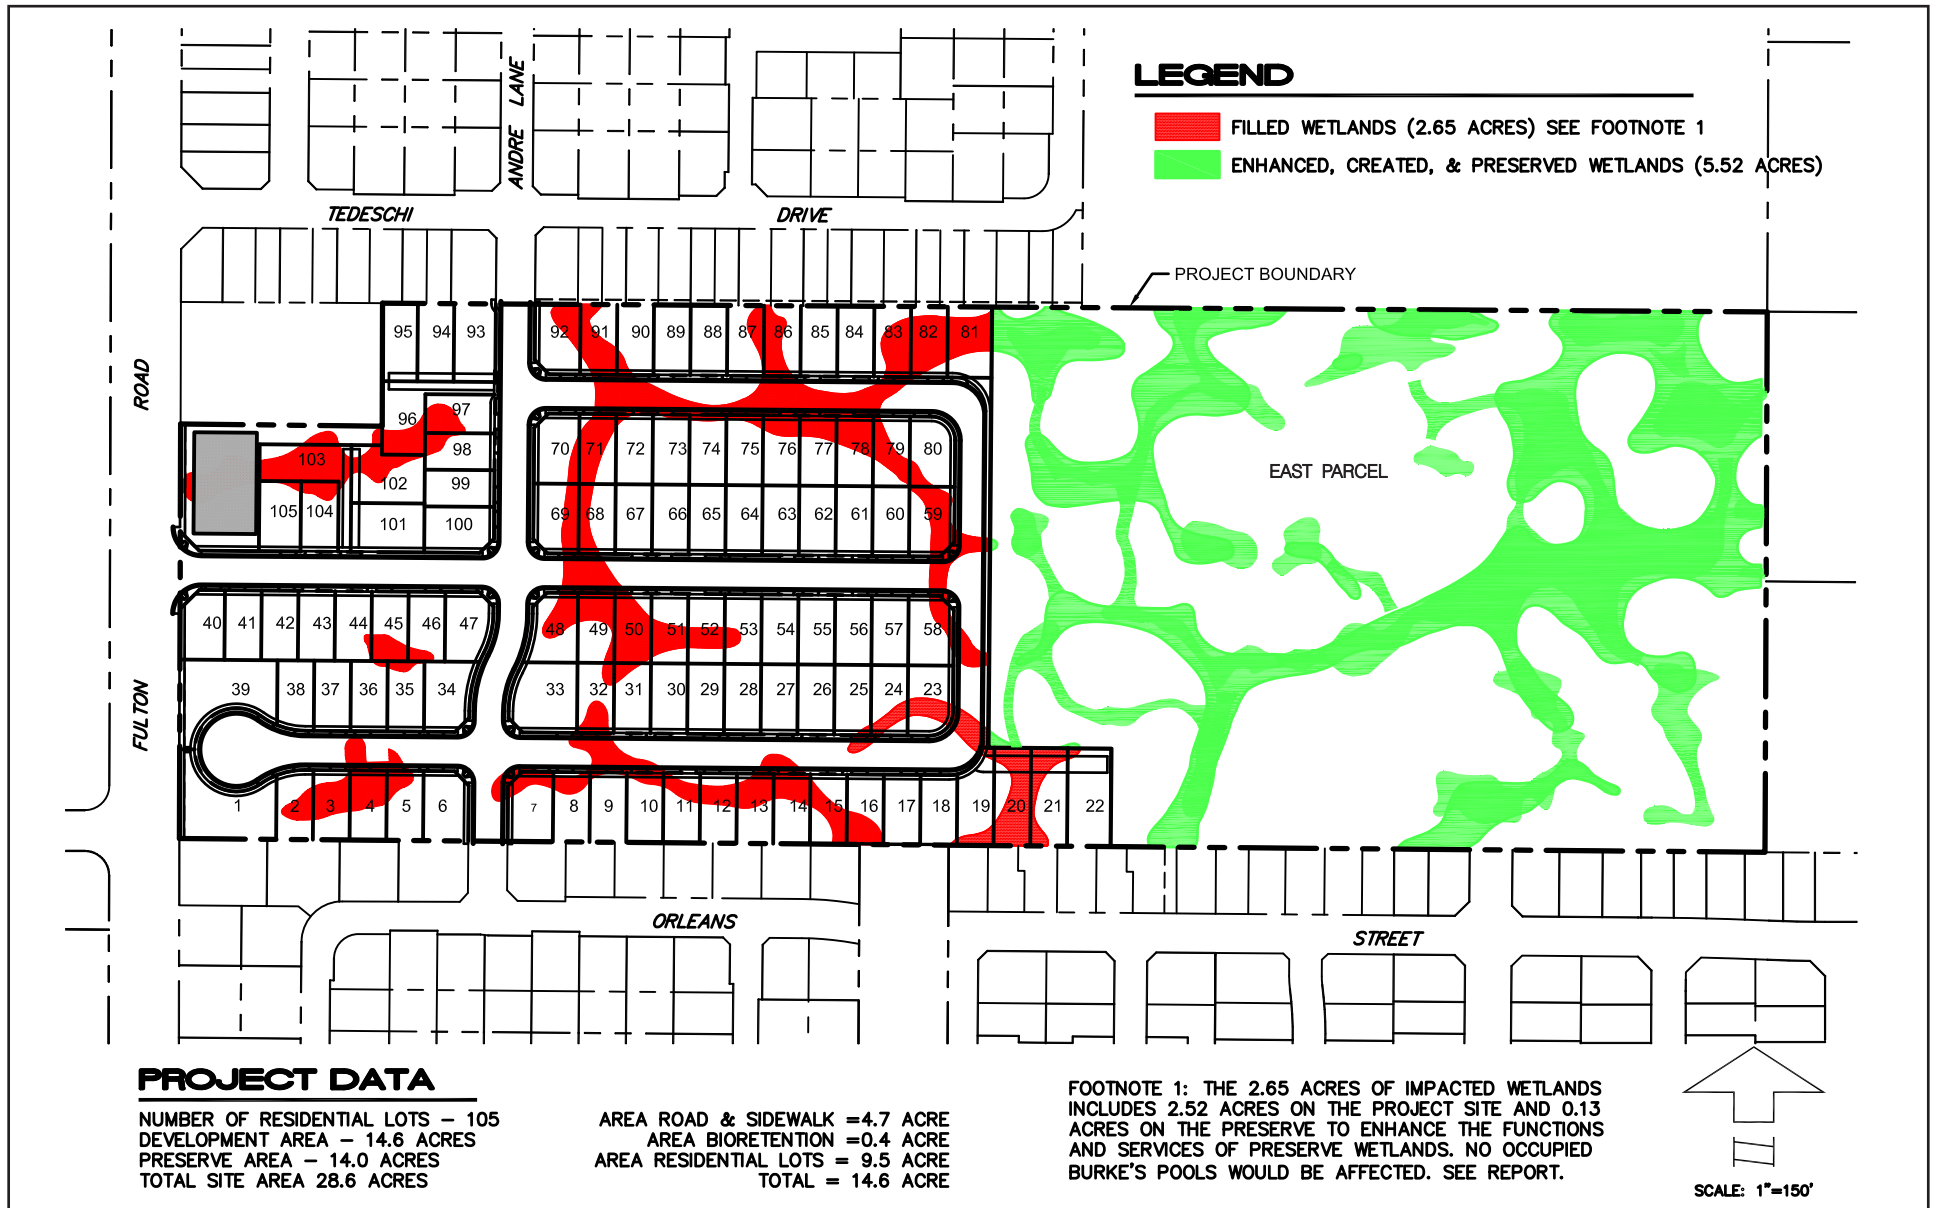 LEGEND
FILLED WETLANDS (2.65 ACRES) SEE FOOTNOTE 1
ENHANCED, CREATED, & PRESERVED WETLANDS (5.52 ACRES)
ANDRE LANE
TEDESCHI DRIVE
PROJECT BOUNDARY
95 94 93 92 91 90 89 88 87 86 85 84 83 82 81
ROAD
96 97
98
99
100
101
102
103
105 104
70 71 72 73 74 75 76 77 78 79 80
EAST PARCEL
69 68 67 66 65 64 63 62 61 60 59
40 41 42 43 44 45 46 47 48 49 50 51 52 53 54 55 56 57 58
39 38 37 36 35 34 33 32 31 30 29 28 27 26 25 24 23
FULTON
1 2 3 4 5 6 7 8 9 10 11 12 13 14 15 16 17 18 19 20 21 22
ORLEANS STREET
PROJECT DATA
NUMBER OF RESIDENTIAL LOTS – 105
DEVELOPMENT AREA – 14.6 ACRES
PRESERVE AREA – 14.0 ACRES
TOTAL SITE AREA 28.6 ACRES
AREA ROAD & SIDEWALK =4.7 ACRE
AREA BIORETENTION =0.4 ACRE
AREA RESIDENTIAL LOTS = 9.5 ACRE
TOTAL = 14.6 ACRE
FOOTNOTE 1: THE 2.65 ACRES OF IMPACTED WETLANDS
INCLUDES 2.52 ACRES ON THE PROJECT SITE AND 0.13
ACRES ON THE PRESERVE TO ENHANCE THE FUNCTIONS
AND SERVICES OF PRESERVE WETLANDS. NO OCCUPIED
BURKE'S POOLS WOULD BE AFFECTED. SEE REPORT.
SCALE: 1"=150'